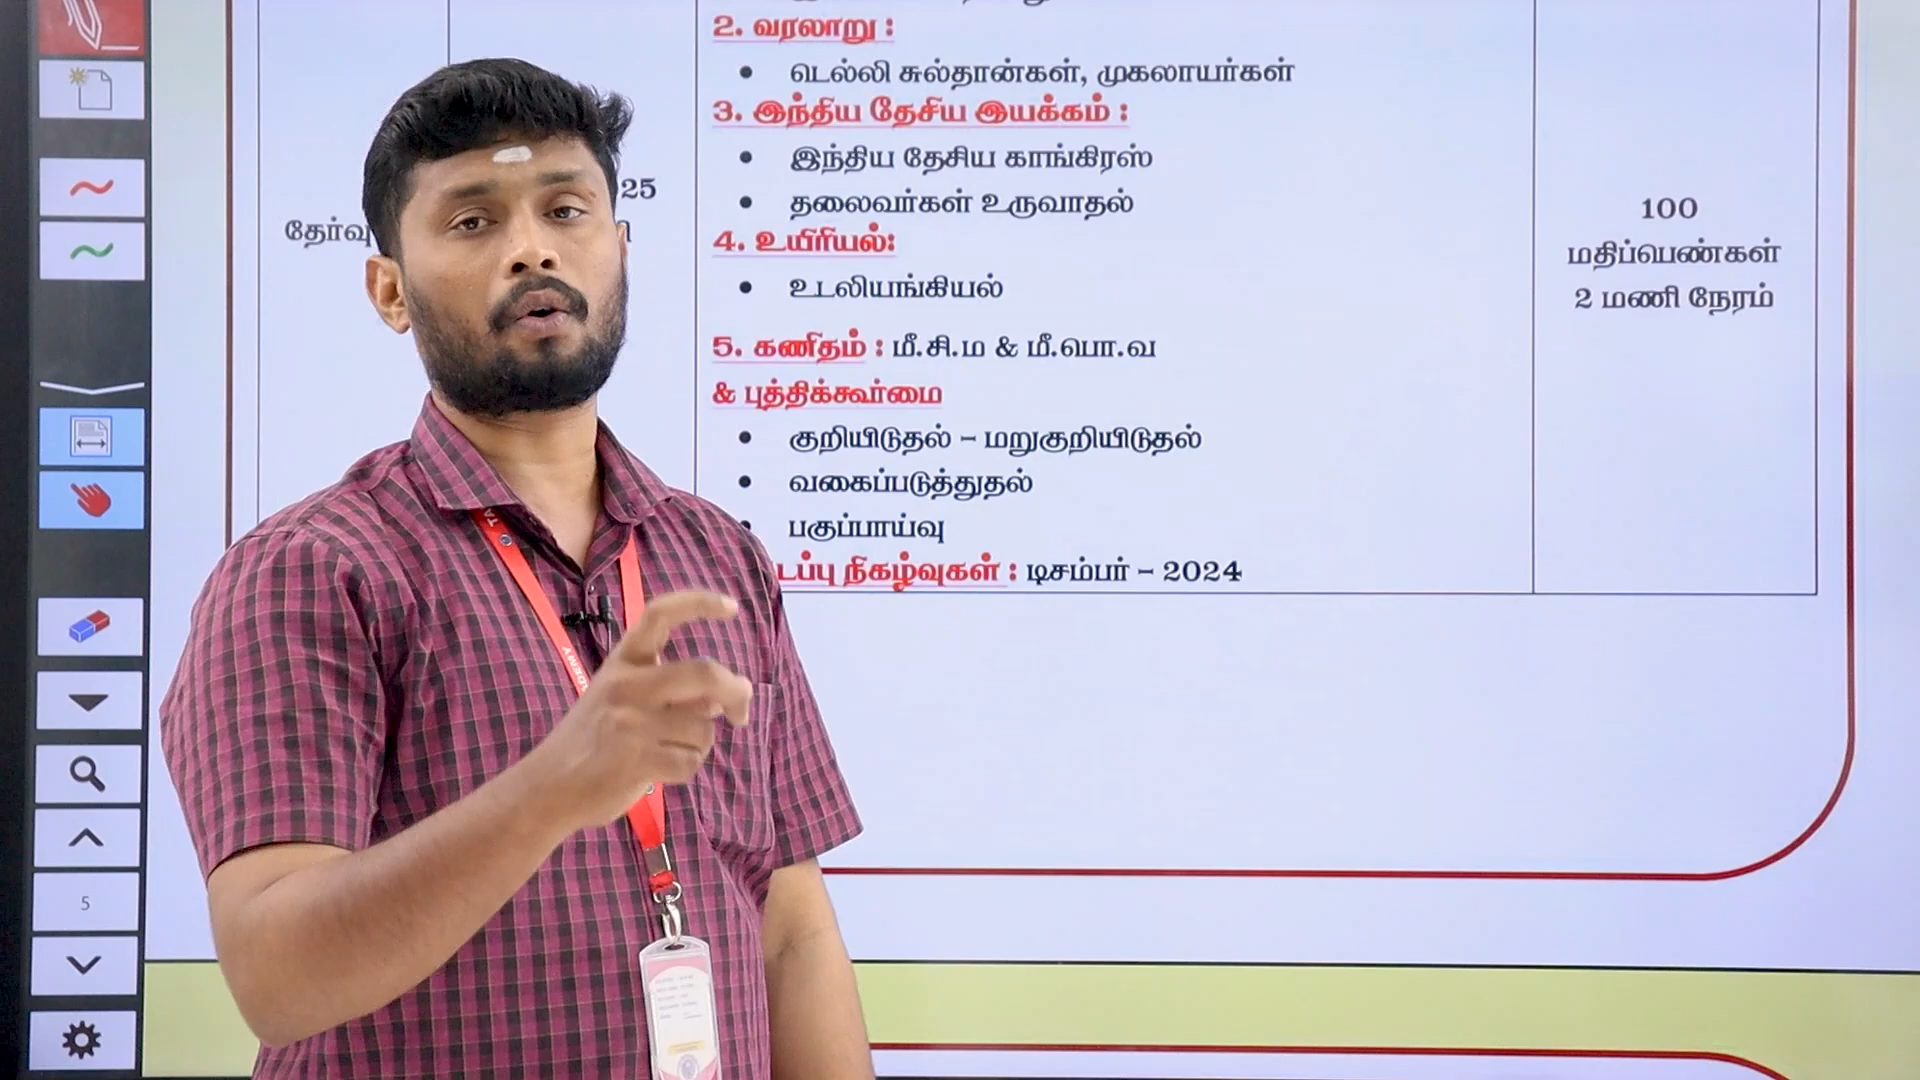 2. வரலாறு :
டெல்லி சுல்தான்கள், முகலாயர்கள்
3. இந்திய தேசிய இயக்கம் :
இந்திய தேசிய காங்கிரஸ்
தலைவர்கள் உருவாதல்
4. உயிரியல்:
உடலியங்கியல்
5. கணிதம் : மீ.சி.ம & மீ.பொ.வ
& புத்திக்கூர்மை
குறியிடுதல் – மறுகுறியிடுதல்
வகைப்படுத்துதல்
பகுப்பாய்வு
டப்பு நிகழ்வுகள் : டிசம்பர் – 2024
25
தேர்வு
100
மதிப்பெண்கள்
2 மணி நேரம்
5